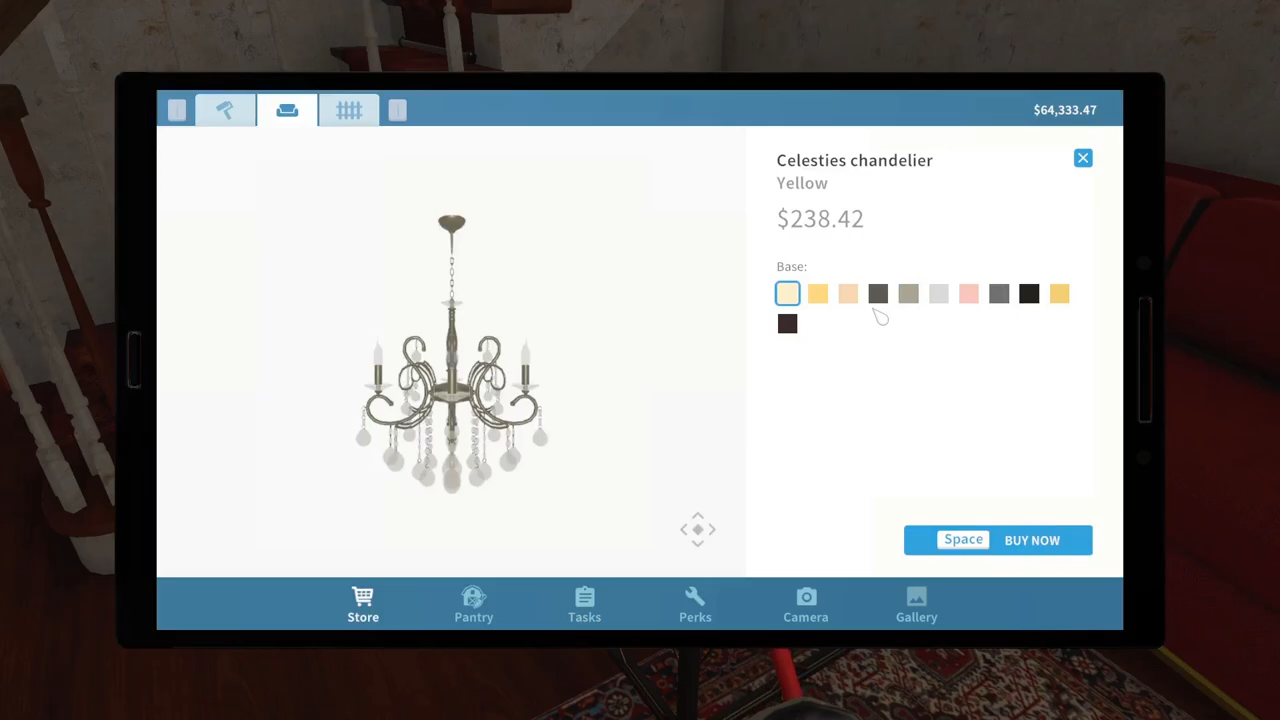 $64,333.47
Celesties chandelier
Yellow
$238.42
Base:
Space BUY NOW
Store Pantry Tasks Perks Camera Gallery